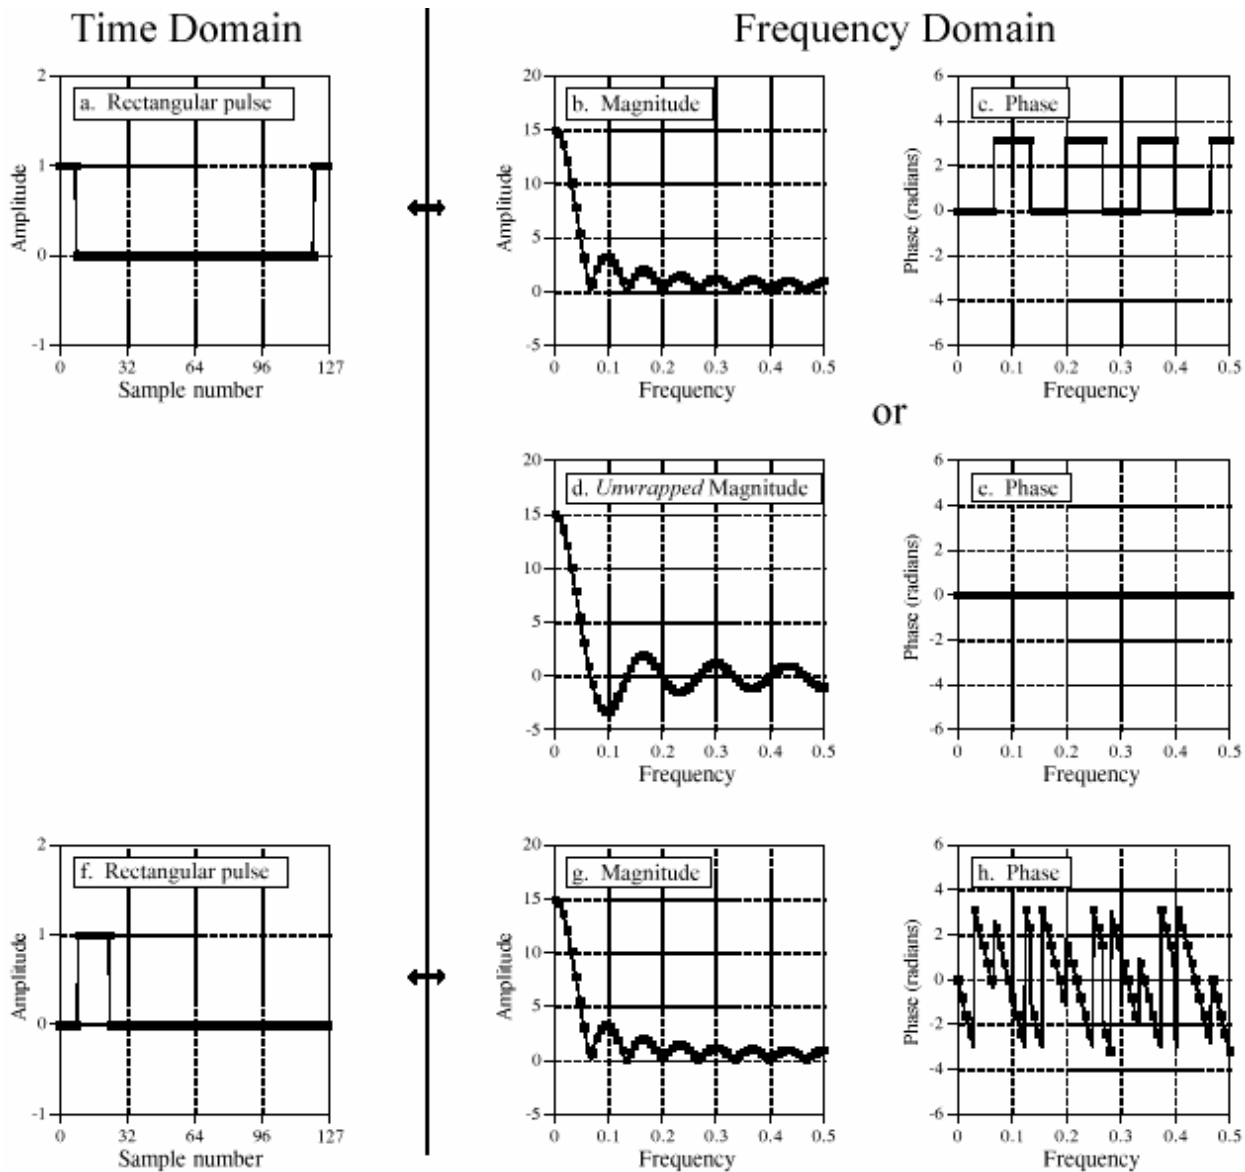 Time Domain
Frequency Domain
a. Rectangular pulse
Amplitude
2
1
0
-1
0 32 64 96 127
Sample number
b. Magnitude
Amplitude
20
15
10
5
0
-5
0 0.1 0.2 0.3 0.4 0.5
Frequency
c. Phase
Phase (radians)
6
4
2
0
-2
-4
-6
0 0.1 0.2 0.3 0.4 0.5
Frequency
or
d. Unwrapped Magnitude
Amplitude
20
15
10
5
0
-5
0 0.1 0.2 0.3 0.4 0.5
Frequency
e. Phase
Phase (radians)
6
4
2
0
-2
-4
-6
0 0.1 0.2 0.3 0.4 0.5
Frequency
f. Rectangular pulse
Amplitude
2
1
0
-1
0 32 64 96 127
Sample number
g. Magnitude
Amplitude
20
15
10
5
0
-5
0 0.1 0.2 0.3 0.4 0.5
Frequency
h. Phase
Phase (radians)
6
4
2
0
-2
-4
-6
0 0.1 0.2 0.3 0.4 0.5
Frequency